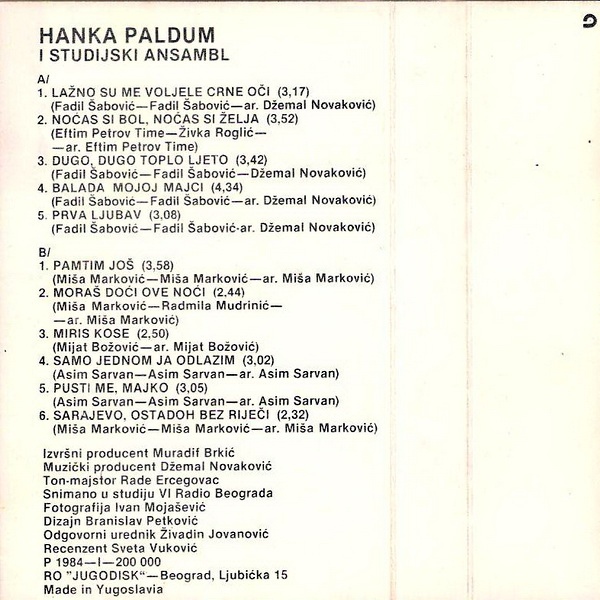 HANKA PALDUM
I STUDIJSKI ANSAMBL
A/
1. LAŽNO SU ME VOLJELE CRNE OČI (3,17)
(Fadil Šabović—Fadil Šabović—ar. Džemal Novaković)
2. NOĆAS SI BOL, NOĆAS SI ŽELJA (3,52)
(Eftim Petrov Time—Živka Roglić—
—ar. Eftim Petrov Time)
3. DUGO, DUGO TOPLO LJETO (3,42)
(Fadil Šabović—Fadil Šabović—Džemal Novaković)
4. BALADA MOJOJ MAJCI (4,34)
(Fadil Šabović—Fadil Šabović—ar. Džemal Novaković)
5. PRVA LJUBAV (3,08)
(Fadil Šabović—Fadil Šabović-ar. Džemal Novaković)
B/
1. PAMTIM JOŠ (3,58)
(Miša Marković—Miša Marković—ar. Miša Marković)
2. MORAŠ DOĆI OVE NOĆI (2,44)
(Miša Marković—Radmila Mudrinić—
—ar. Miša Marković)
3. MIRIS KOSE (2,50)
(Mijat Božović—ar. Mijat Božović)
4. SAMO JEDNOM JA ODLAZIM (3,02)
(Asim Sarvan—Asim Sarvan—ar. Asim Sarvan)
5. PUSTI ME, MAJKO (3,05)
(Asim Sarvan—Asim Sarvan—ar. Asim Sarvan)
6. SARAJEVO, OSTADOH BEZ RIJEČI (2,32)
(Miša Marković—Miša Marković—ar. Miša Marković)
Izvršni producent Muradif Brkić
Muzički producent Džemal Novaković
Ton-majstor Rade Ercegovac
Snimano u studiju VI Radio Beograda
Fotografija Ivan Mojašević
Dizajn Branislav Petković
Odgovorni urednik Živadin Jovanović
Recenzent Sveta Vuković
P 1984—I—200 000
RO "JUGODISK“—Beograd, Ljubićka 15
Made in Yugoslavia